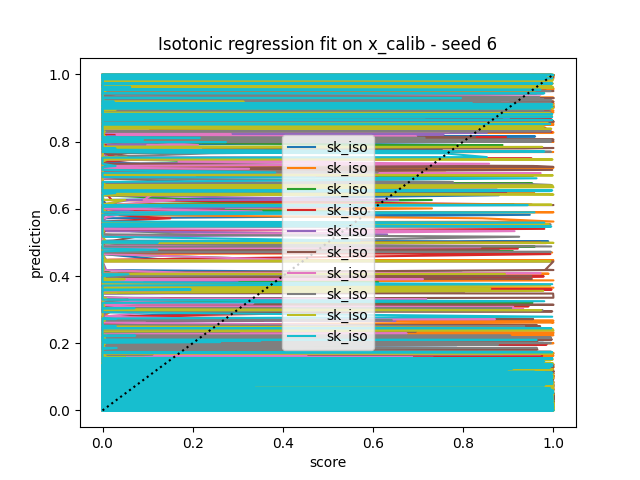 Isotonic regression fit on x_calib - seed 6
prediction
1.0
0.8
0.6
0.4
0.2
0.0
sk_iso
sk_iso
sk_iso
sk_iso
sk_iso
sk_iso
sk_iso
sk_iso
sk_iso
sk_iso
0.0 0.2 0.4 0.6 0.8 1.0
score